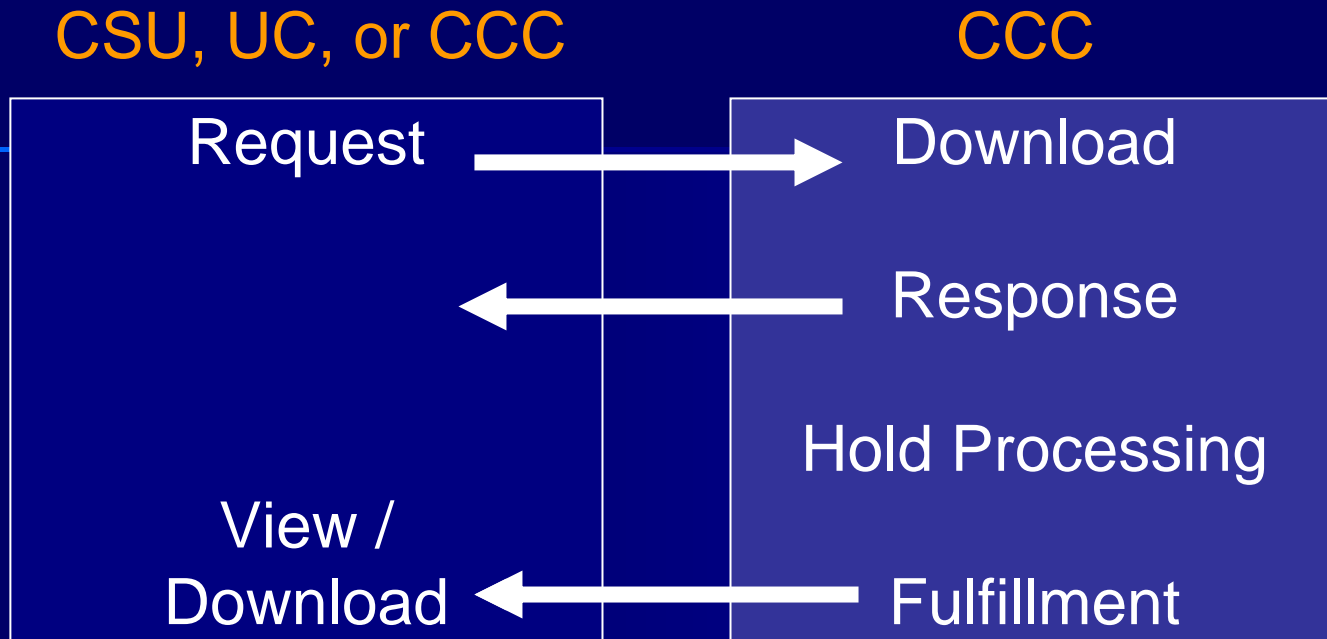 CSU, UC, or CCC
CCC
Request
Download
Response
Hold Processing
View /
Download
Fulfillment